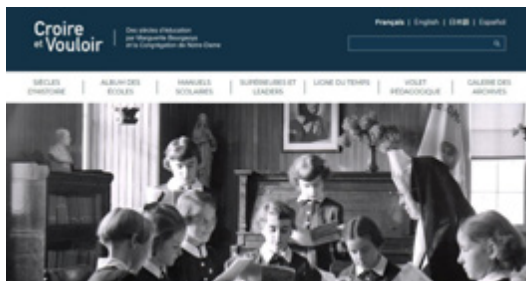 Croire
et Vouloir
Des siècles d'éducation
par Marguerite Bourgeoys
et la Congrégation de Notre-Dame
Français | English | 日本語 | Español
SIÈCLES
D'HISTOIRE
ALBUM DES
ÉCOLES
MANUELS
SCOLAIRES
SUPÉRIEURES ET
LEADERS
LIGNE DU TEMPS
VOLET
PÉDAGOGIQUE
GALERIE DES
ARCHIVES